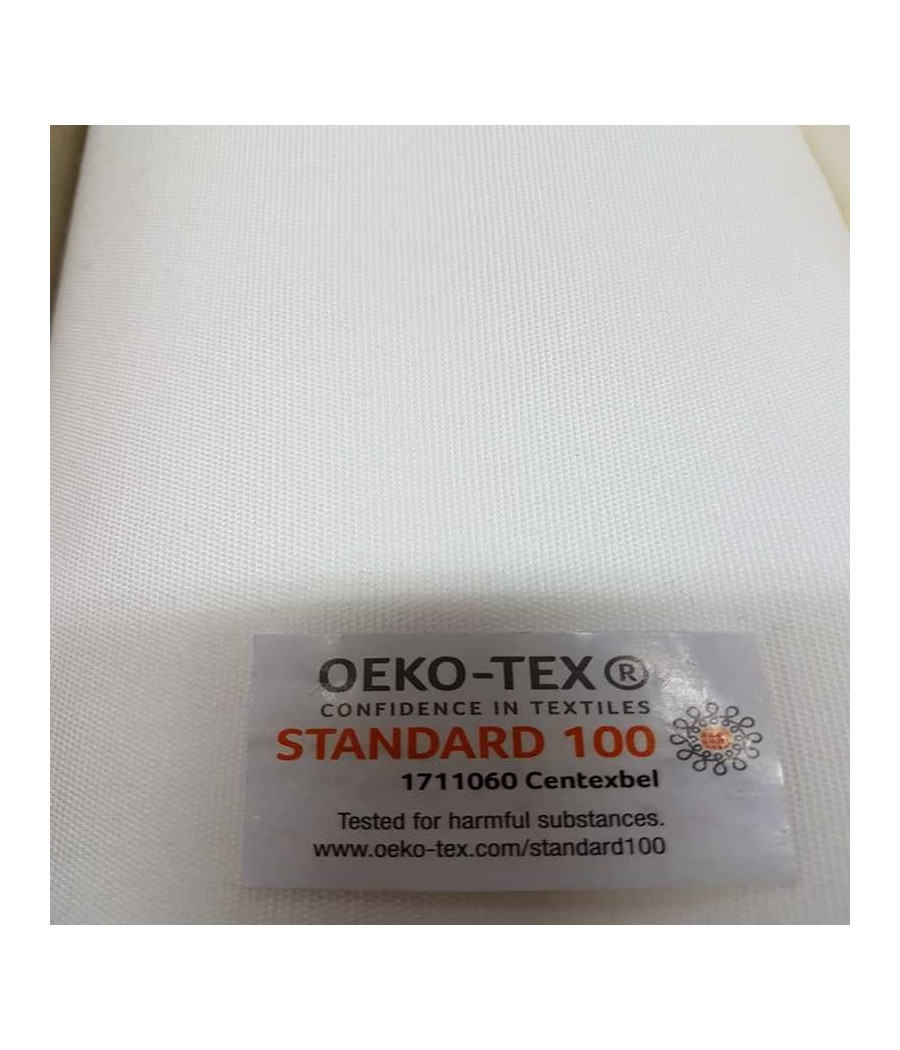 OEKO-TEX®
CONFIDENCE IN TEXTILES
STANDARD 100
1711060 Centexbel
Tested for harmful substances.
www.oeko-tex.com/standard100